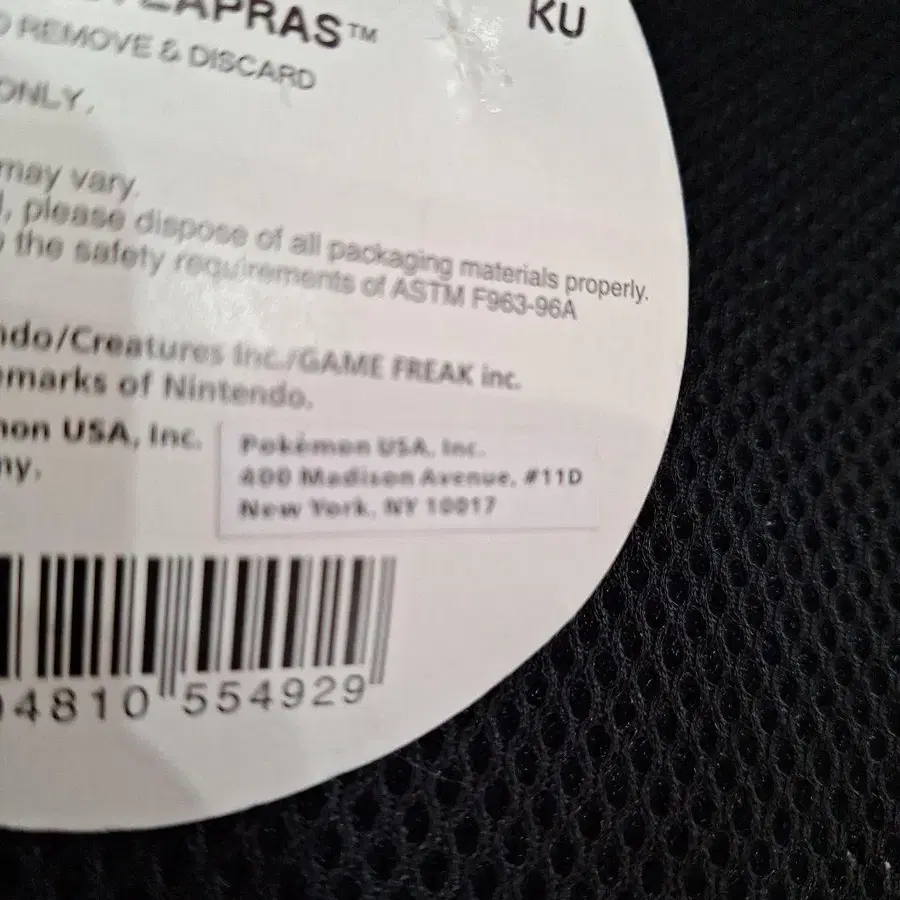 LAPRAS™
KU
REMOVE & DISCARD
ONLY,
may vary.
, please dispose of all packaging materials properly.
the safety requirements of ASTM F963-96A
ndo/Creatures Inc./GAME FREAK inc.
emarks of Nintendo.
mon USA, Inc.
ny.
Pokémon USA, Inc.
400 Madison Avenue, #11D
New York, NY 10017
4810 554929